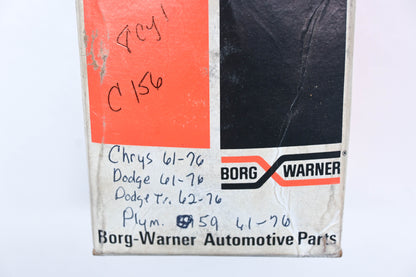 8cyl
C 156
Chrys 61-76
Dodge 61-76
BORG WARNER
Dodge Tr. 62-76
Plym. 59 61-76
Borg-Warner Automotive Parts